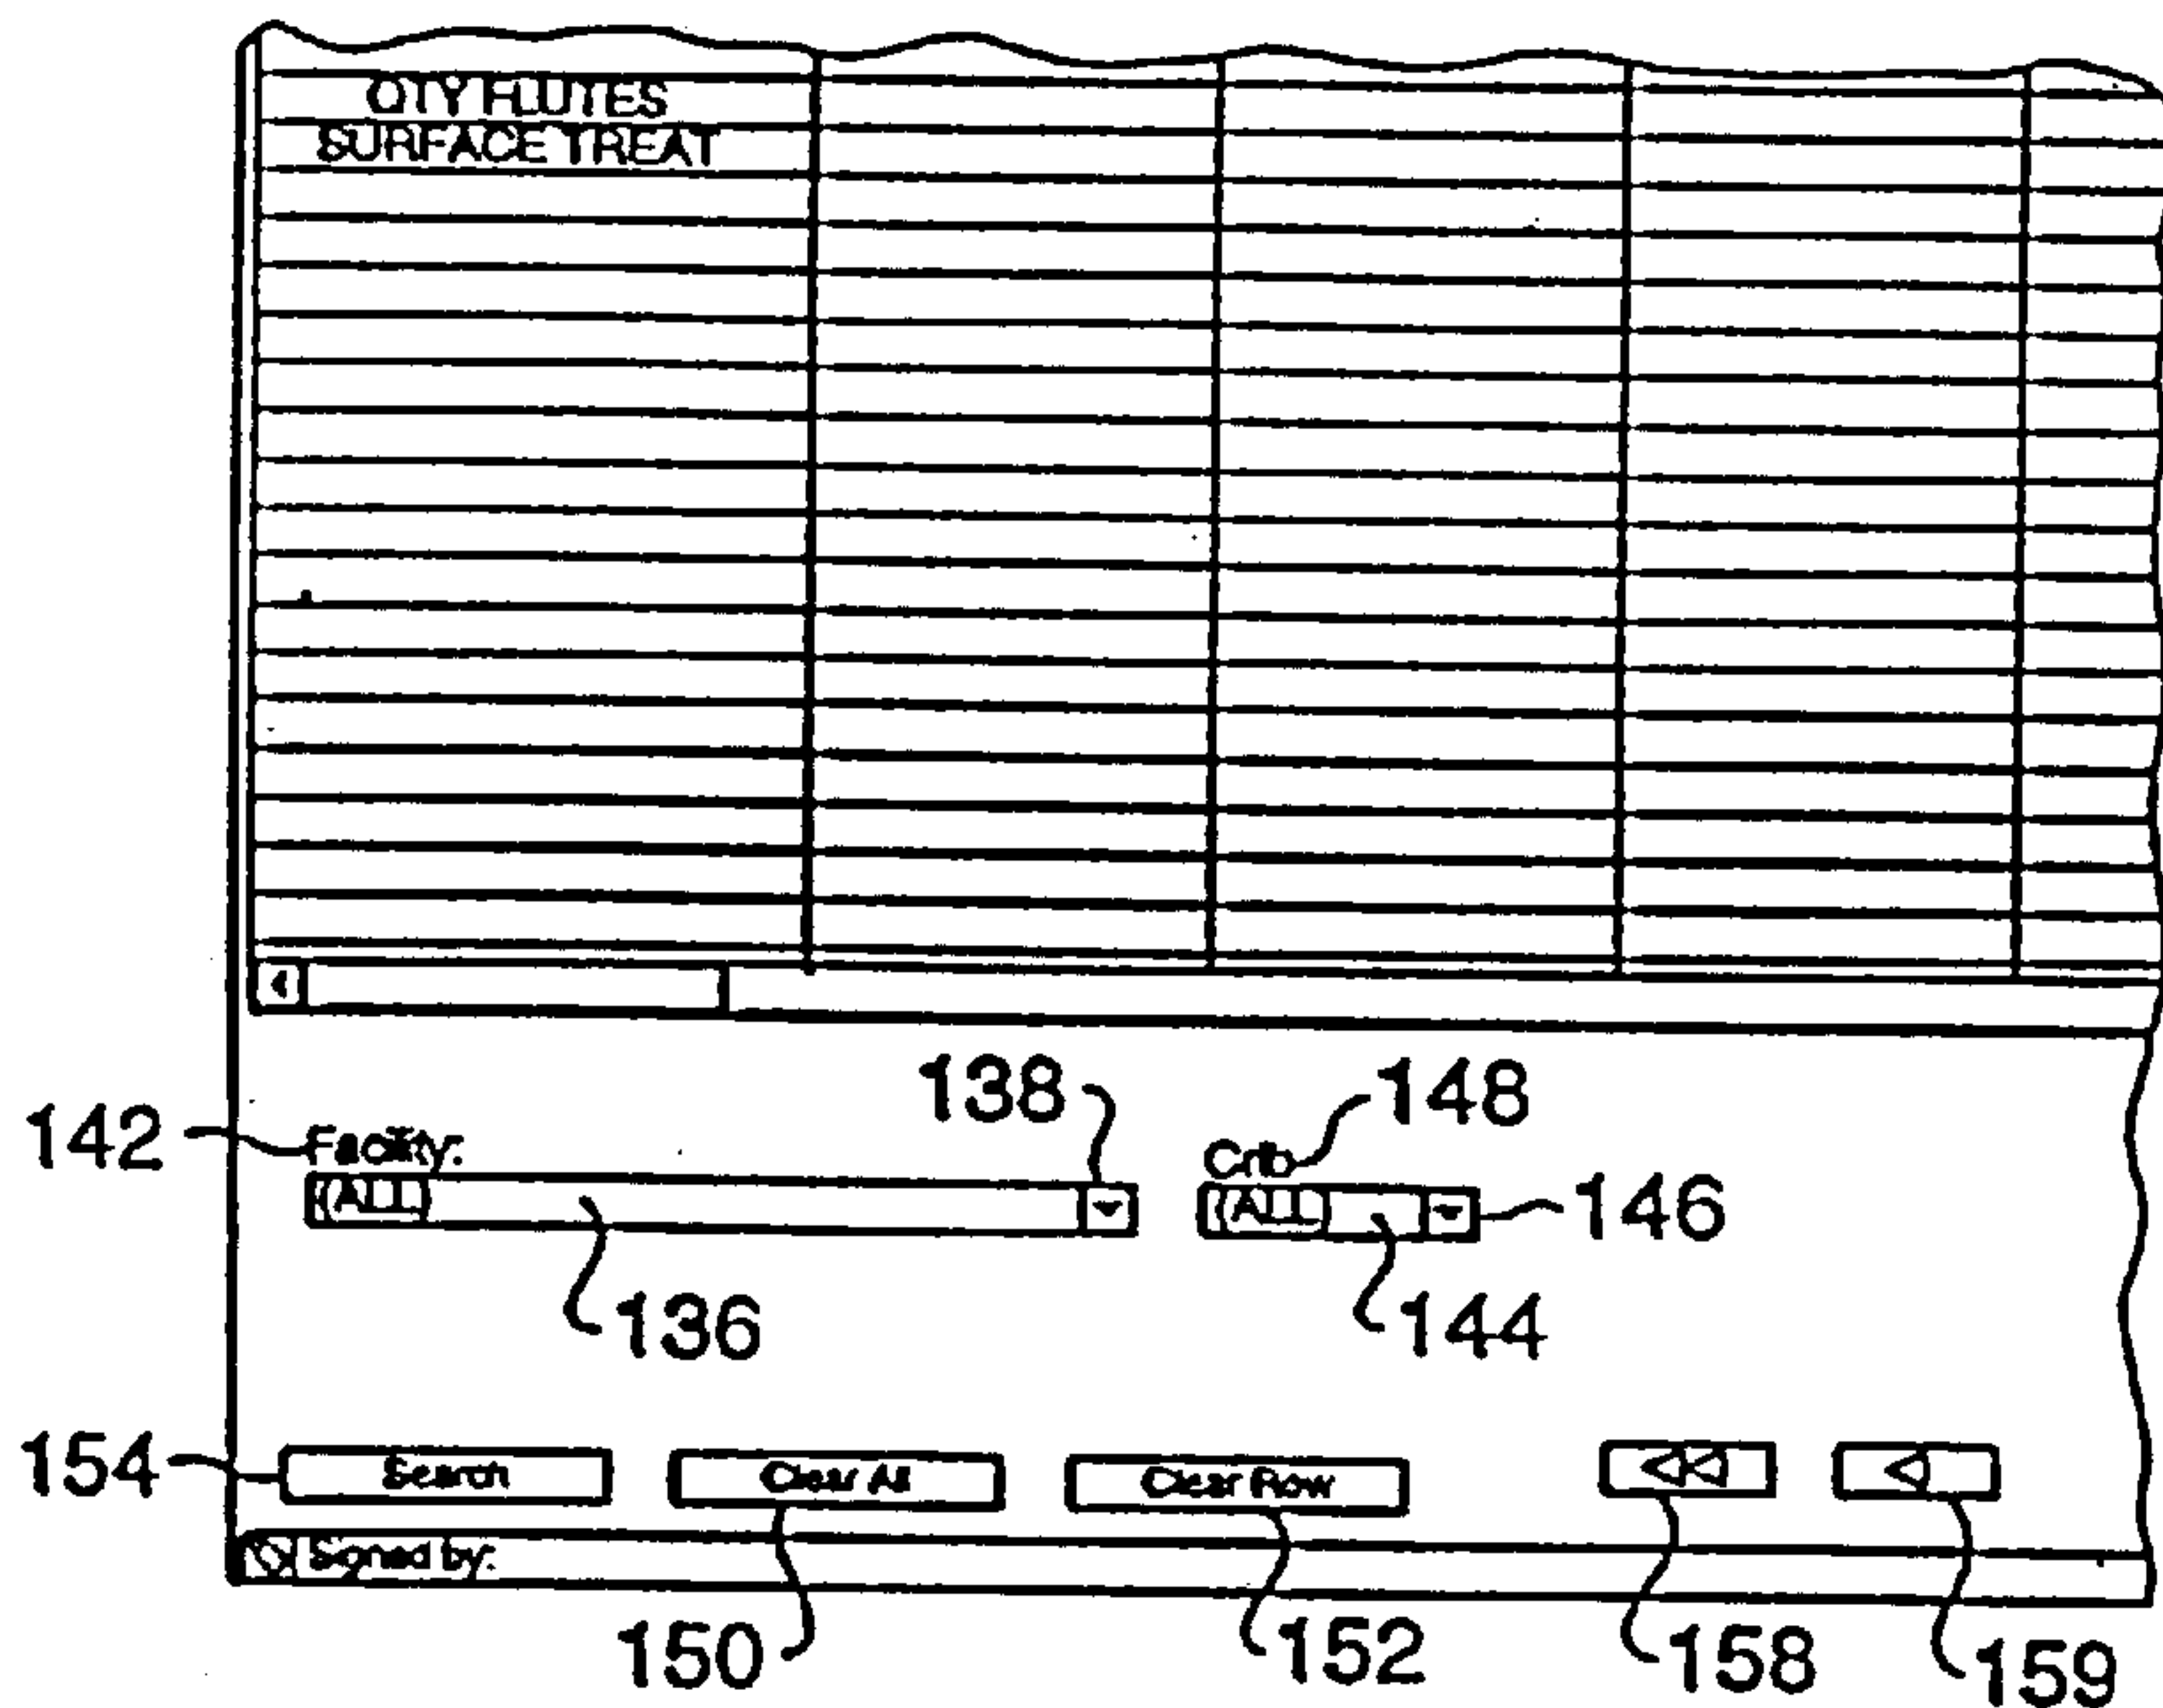 QTY FLUTES
SURFACE TREAT
138 148
142 Facility: Crib
(ALL) (ALL) 146
136 144
154 Search Clear All Clear Row
Signed by:
150 152 158 159